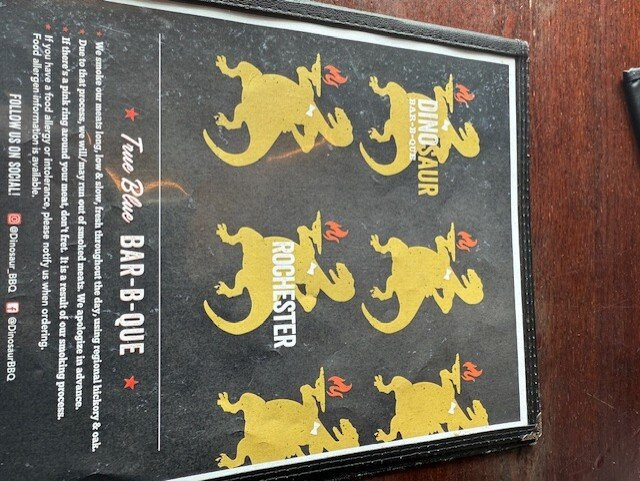 DINOSAUR
BAR-B-QUE
ROCHESTER
True Blue BAR-B-QUE
We smoke our meats long, low & slow, fresh throughout the day, using regional hickory & oak.
Due to that process, we will/may run out of smoked meats. We apologize in advance.
If there's a pink ring around your meat, don't fret. It is a result of our smoking process.
If you have a food allergy or intolerance, please notify us when ordering.
Food allergen information is available.
FOLLOW US ON SOCIAL! @Dinosaur_BBQ @DinosaurBBQ